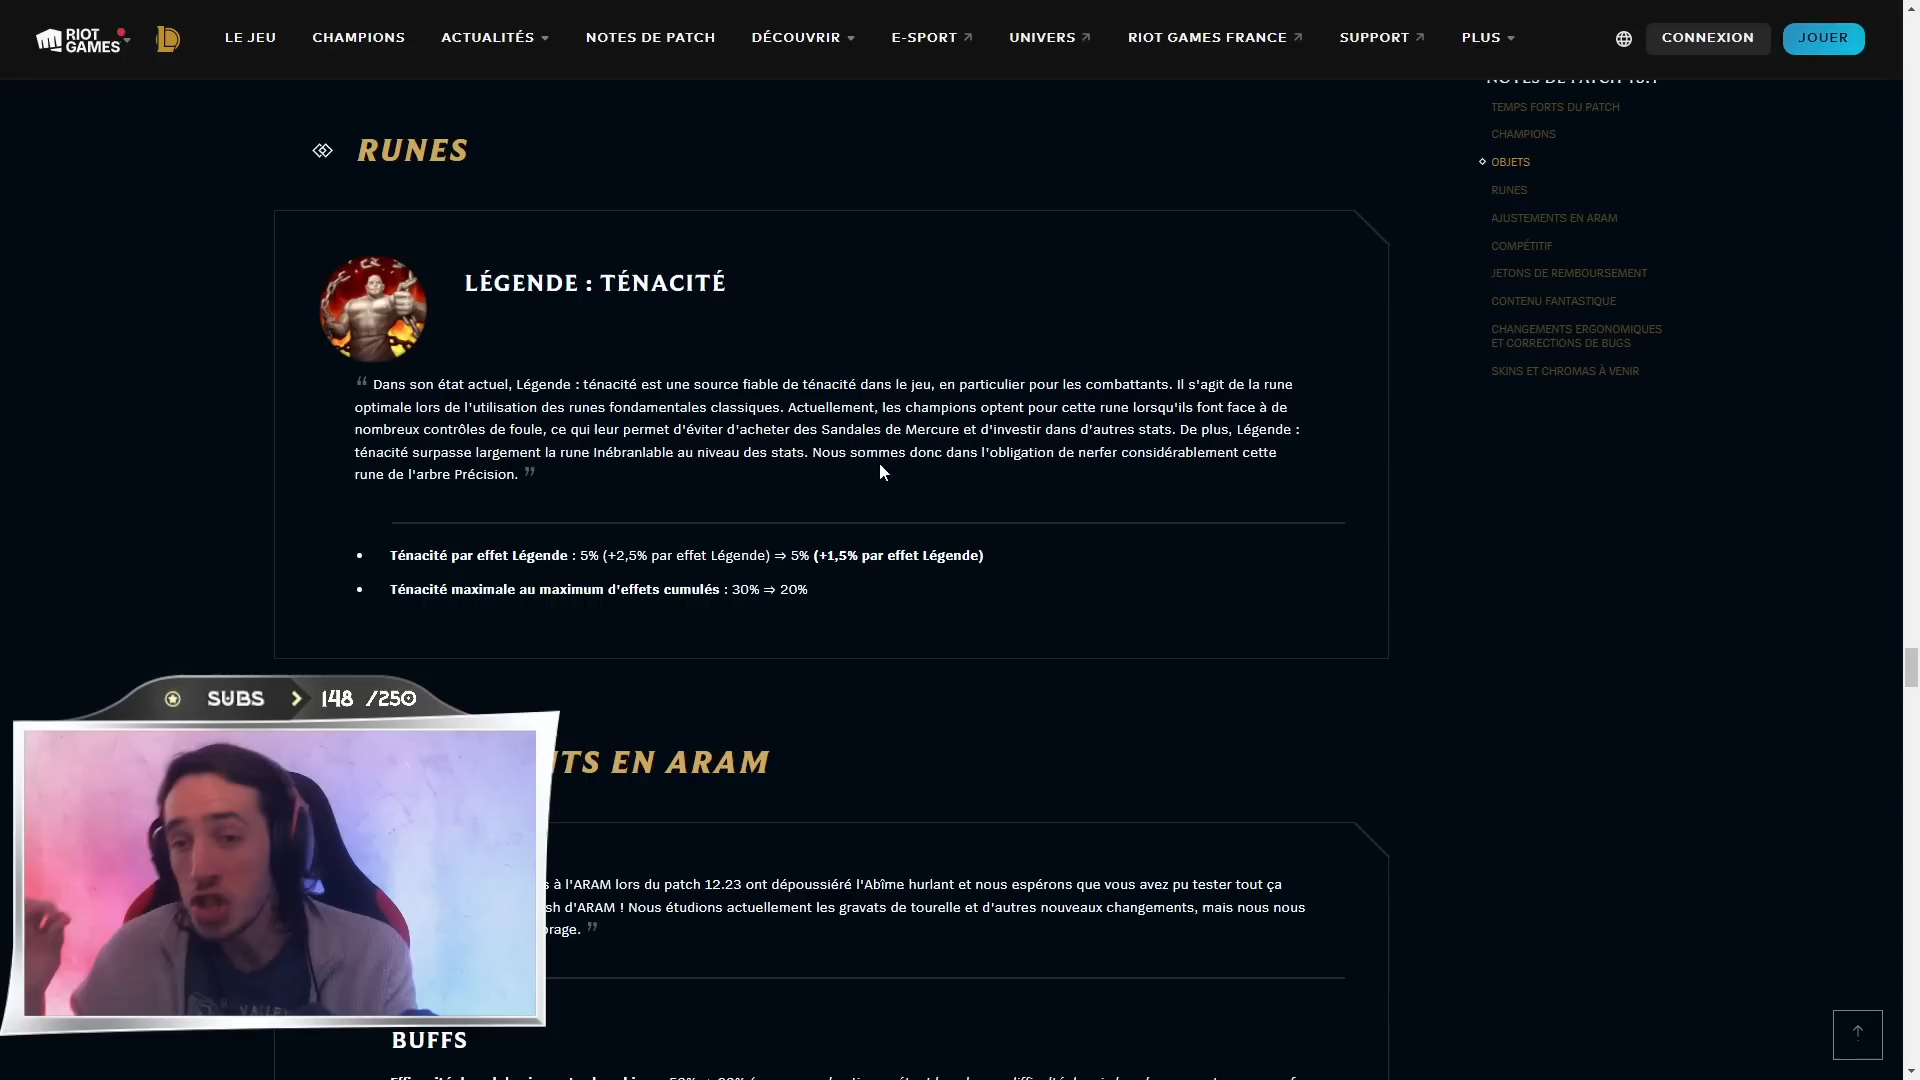 RIOT GAMES
LE JEU
CHAMPIONS
ACTUALITÉS
NOTES DE PATCH
DÉCOUVRIR
E-SPORT
UNIVERS
RIOT GAMES FRANCE
SUPPORT
PLUS
CONNEXION
JOUER
TEMPS FORTS DU PATCH
CHAMPIONS
OBJETS
RUNES
AJUSTEMENTS EN ARAM
COMPÉTITIF
JETONS DE REMBOURSEMENT
CONTENU FANTASTIQUE
CHANGEMENTS ERGONOMIQUES
ET CORRECTIONS DE BUGS
SKINS ET CHROMAS À VENIR
RUNES
LÉGENDE : TÉNACITÉ
“ Dans son état actuel, Légende : ténacité est une source fiable de ténacité dans le jeu, en particulier pour les combattants. Il s'agit de la rune
optimale lors de l'utilisation des runes fondamentales classiques. Actuellement, les champions optent pour cette rune lorsqu'ils font face à de
nombreux contrôles de foule, ce qui leur permet d'éviter d'acheter des Sandales de Mercure et d'investir dans d'autres stats. De plus, Légende :
ténacité surpasse largement la rune Inébranlable au niveau des stats. Nous sommes donc dans l'obligation de nerfer considérablement cette
rune de l'arbre Précision. ”
• Ténacité par effet Légende : 5% (+2,5% par effet Légende) ⇒ 5% (+1,5% par effet Légende)
• Ténacité maximale au maximum d'effets cumulés : 30% ⇒ 20%
SUBS > 148 /250
EN ARAM
à l'ARAM lors du patch 12.23 ont dépoussiéré l'Abîme hurlant et nous espérons que vous avez pu tester tout ça
d'ARAM ! Nous étudions actuellement les gravats de tourelle et d'autres nouveaux changements, mais nous nous
BUFFS